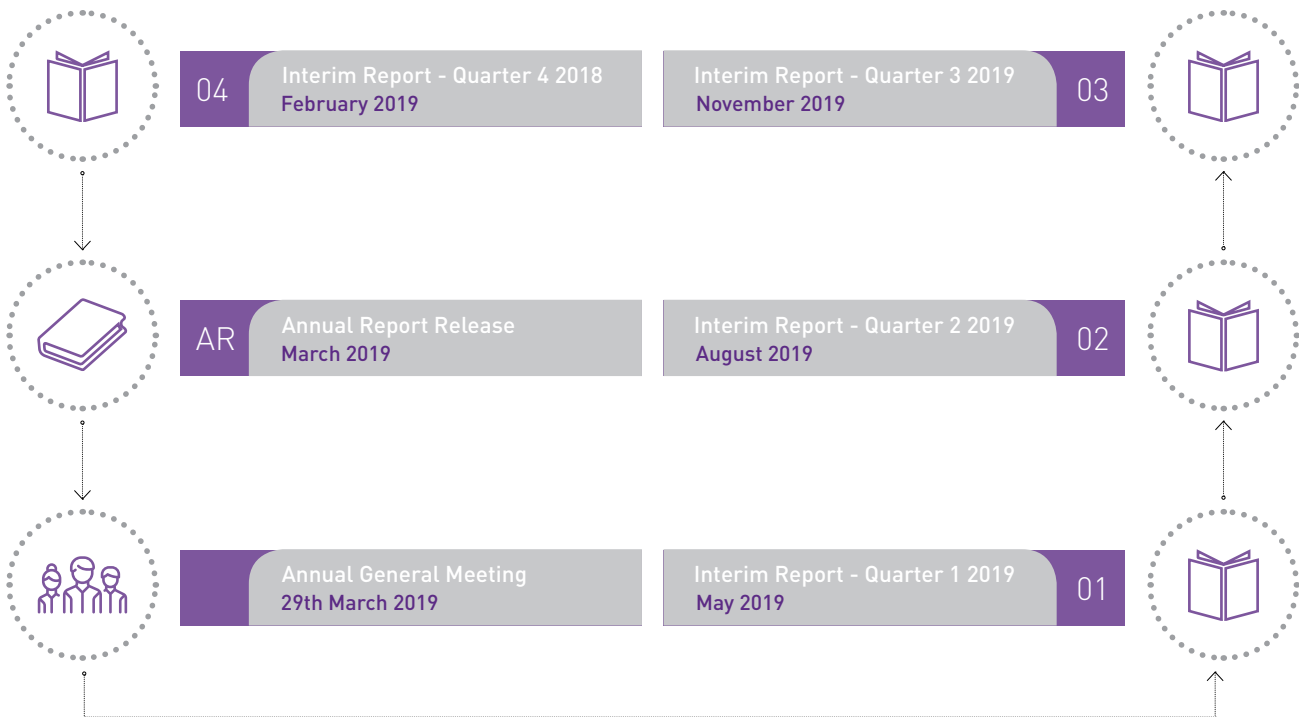 04
Interim Report - Quarter 4 2018
February 2019
Interim Report - Quarter 3 2019
November 2019
03
AR
Annual Report Release
March 2019
Interim Report - Quarter 2 2019
August 2019
02
Annual General Meeting
29th March 2019
Interim Report - Quarter 1 2019
May 2019
01